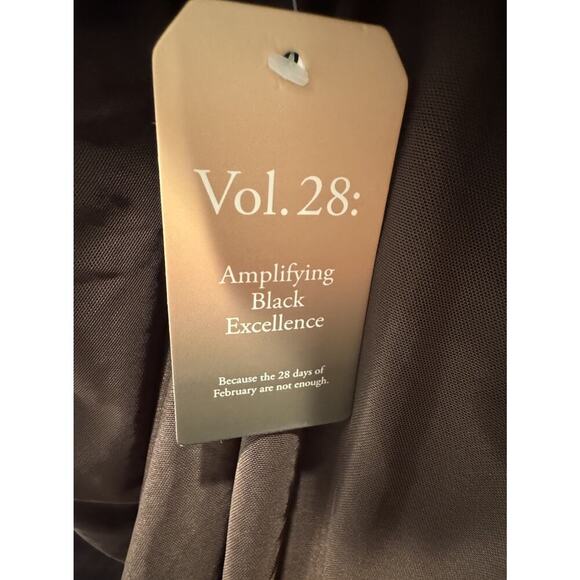 Vol. 28:
Amplifying
Black
Excellence
Because the 28 days of
February are not enough.